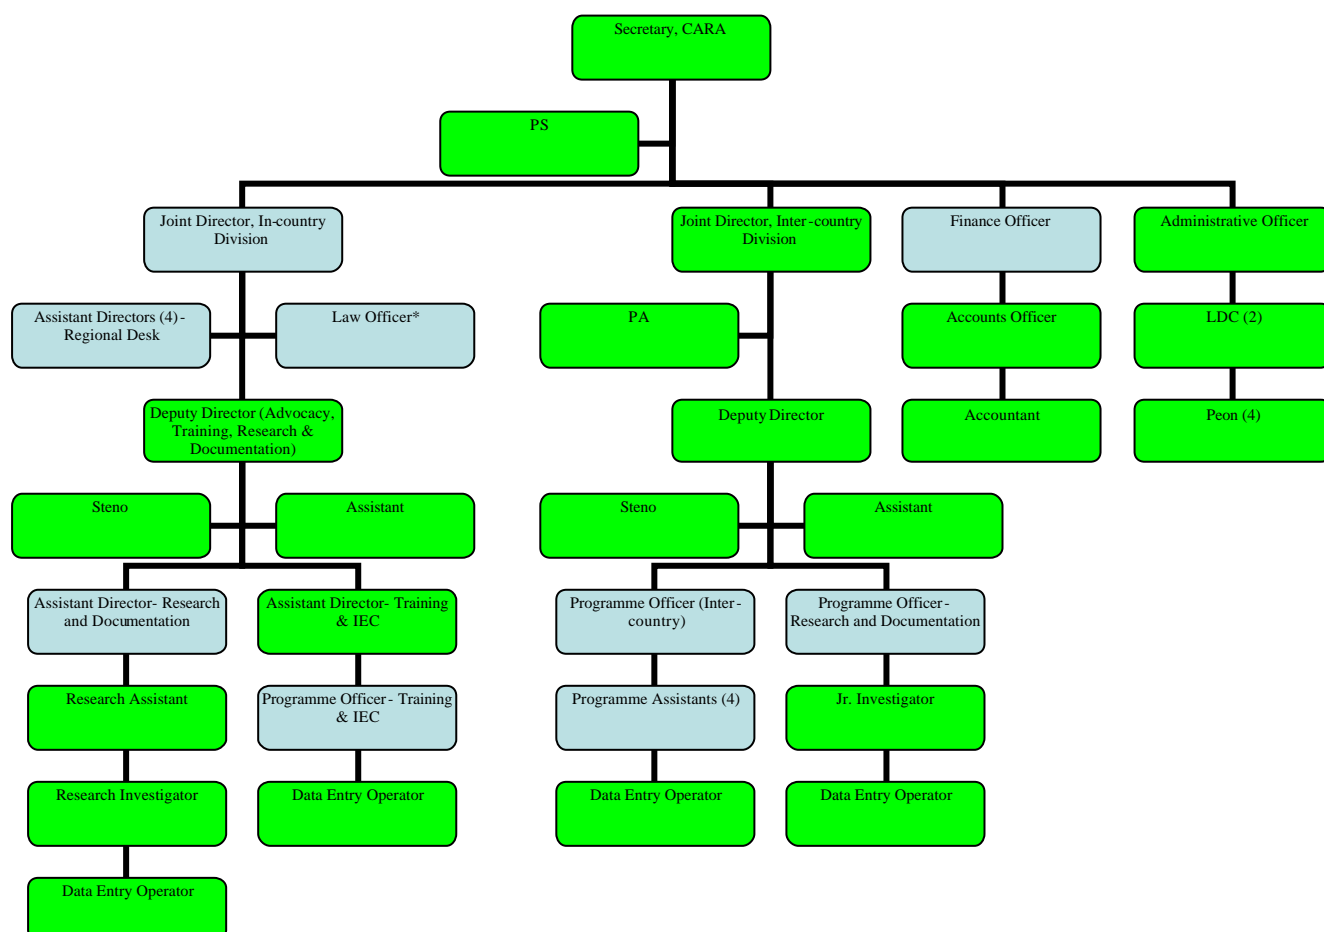 Secretary, CARA
PS
Joint Director, In-country
Division
Joint Director, Inter-country
Division
Finance Officer
Administrative Officer
Assistant Directors (4)-
Regional Desk
Law Officer*
PA
Accounts Officer
LDC (2)
Deputy Director (Advocacy,
Training, Research &
Documentation)
Deputy Director
Accountant
Peon (4)
Steno
Assistant
Steno
Assistant
Assistant Director- Research
and Documentation
Assistant Director- Training
& IEC
Programme Officer (Inter-
country)
Programme Officer-
Research and Documentation
Research Assistant
Programme Officer- Training
& IEC
Programme Assistants (4)
Jr. Investigator
Research Investigator
Data Entry Operator
Data Entry Operator
Data Entry Operator
Data Entry Operator